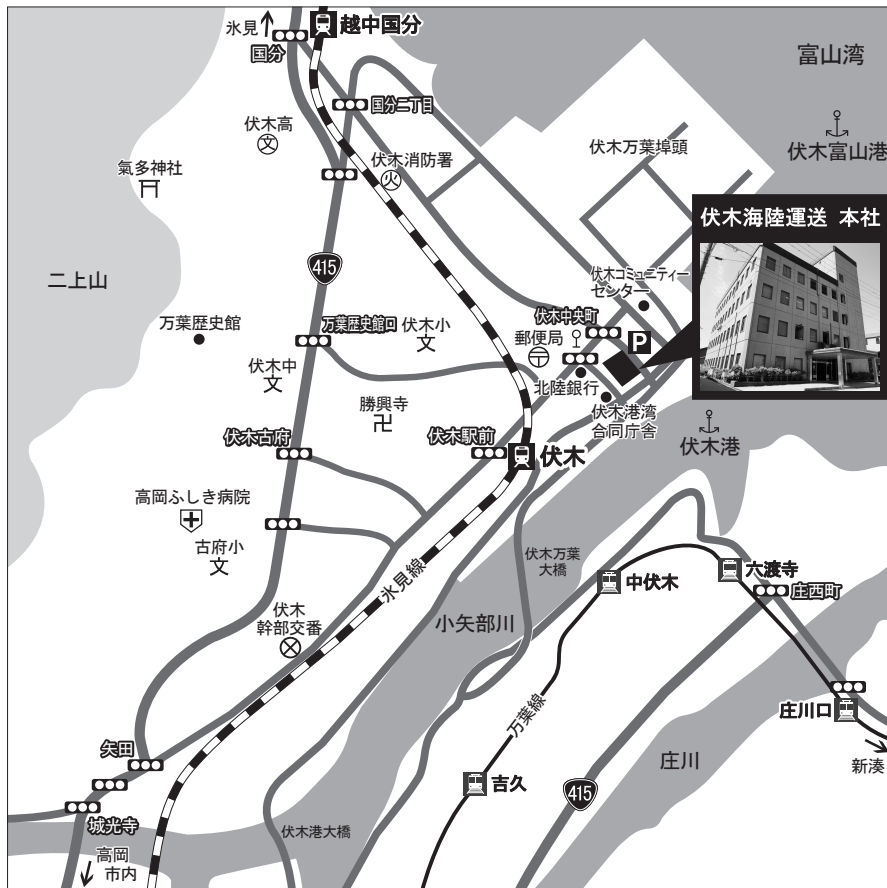 氷見
越中国分
国分
富山湾
国分二丁目
伏木高
文
伏木消防署
火
伏木万葉埠頭
伏木富山港
氣多神社
伏木海陸運送 本社
415
二上山
伏木コミュニティー
センター
万葉歴史館
万葉歴史館口
伏木小
文
伏木中央町
郵便局
P
伏木中
文
北陸銀行
勝興寺
伏木港湾
合同庁舎
伏木古府
伏木駅前
伏木
伏木港
高岡ふしき病院
古府小
文
伏木万葉
大橋
中伏木
六渡寺
庄西町
氷見線
伏木
幹部交番
小矢部川
庄川口
万葉線
矢田
庄川
新湊
吉久
415
城光寺
伏木港大橋
高岡
市内